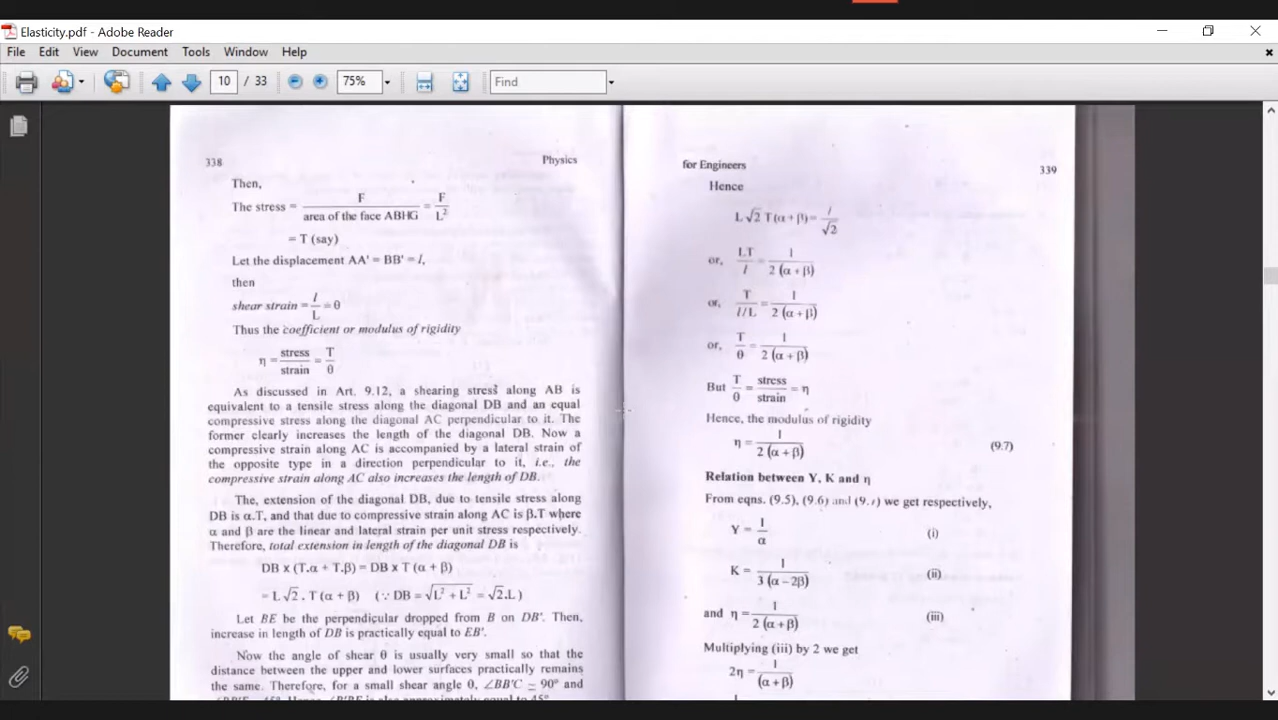 Elasticity.pdf - Adobe Reader
File Edit View Document Tools Window Help
10 / 33 75% Find
338 Physics
Then,
The stress = F / area of the face ABHG = F / L²
= T (say)
Let the displacement AA' = BB' = l,
then
shear strain = l / L = θ
Thus the coefficient or modulus of rigidity
η = stress / strain = T / θ
As discussed in Art. 9.12, a shearing stress along AB is
equivalent to a tensile stress along the diagonal DB and an equal
compressive stress along the diagonal AC perpendicular to it. The
former clearly increases the length of the diagonal DB. Now a
compressive strain along AC is accompanied by a lateral strain of
the opposite type in a direction perpendicular to it, i.e., the
compressive strain along AC also increases the length of DB.
The, extension of the diagonal DB, due to tensile stress along
DB is α.T, and that due to compressive strain along AC is β.T where
α and β are the linear and lateral strain per unit stress respectively.
Therefore, total extension in length of the diagonal DB is
DB x (T.α + T.β) = DB x T (α + β)
= L√2 . T (α + β) (∵ DB = √L² + L² = √2.L)
Let BE be the perpendicular dropped from B on DB'. Then,
increase in length of DB is practically equal to EB'.
Now the angle of shear θ is usually very small so that the
distance between the upper and lower surfaces practically remains
the same. Therefore, for a small shear angle θ, ∠BB'C = 90° and
for Engineers 339
Hence
L √2 T (α + β) = l / √2
or, LT / l = 1 / 2 (α + β)
or, T / l/L = 1 / 2 (α + β)
or, T / θ = 1 / 2 (α + β)
But T / θ = stress / strain = η
Hence, the modulus of rigidity
η = 1 / 2 (α + β) (9.7)
Relation between Y, K and η
From eqns. (9.5), (9.6) and (9.7) we get respectively,
Y = 1 / α (i)
K = 1 / 3 (α - 2β) (ii)
and η = 1 / 2 (α + β) (iii)
Multiplying (iii) by 2 we get
2η = 1 / (α + β)